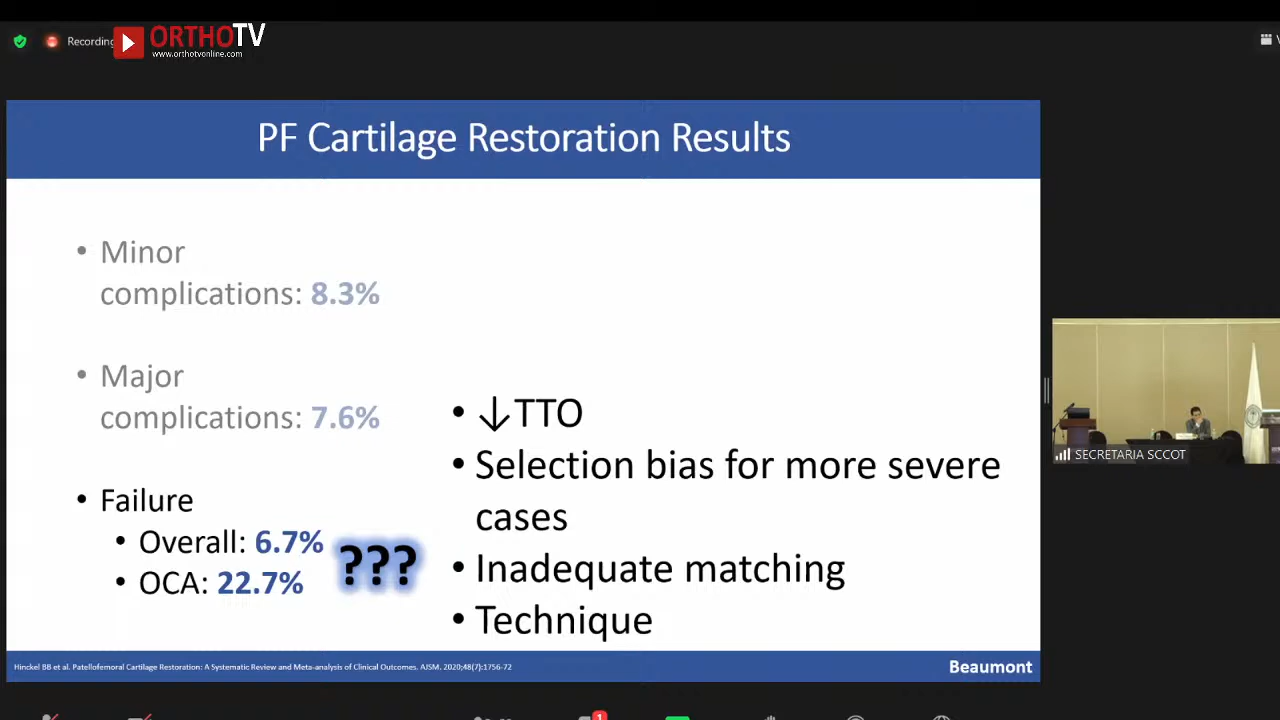 Recording
ORTHOTV
www.orthotvonline.com
PF Cartilage Restoration Results
• Minor
complications: 8.3%
• Major
complications: 7.6%
• Failure
• Overall: 6.7%
• OCA: 22.7%
???
• ↓TTO
• Selection bias for more severe
cases
• Inadequate matching
• Technique
Hinckel BB et al. Patellofemoral Cartilage Restoration: A Systematic Review and Meta-analysis of Clinical Outcomes. AJSM. 2020;48(7):1756-72
Beaumont
SECRETARIA SCCOT
1